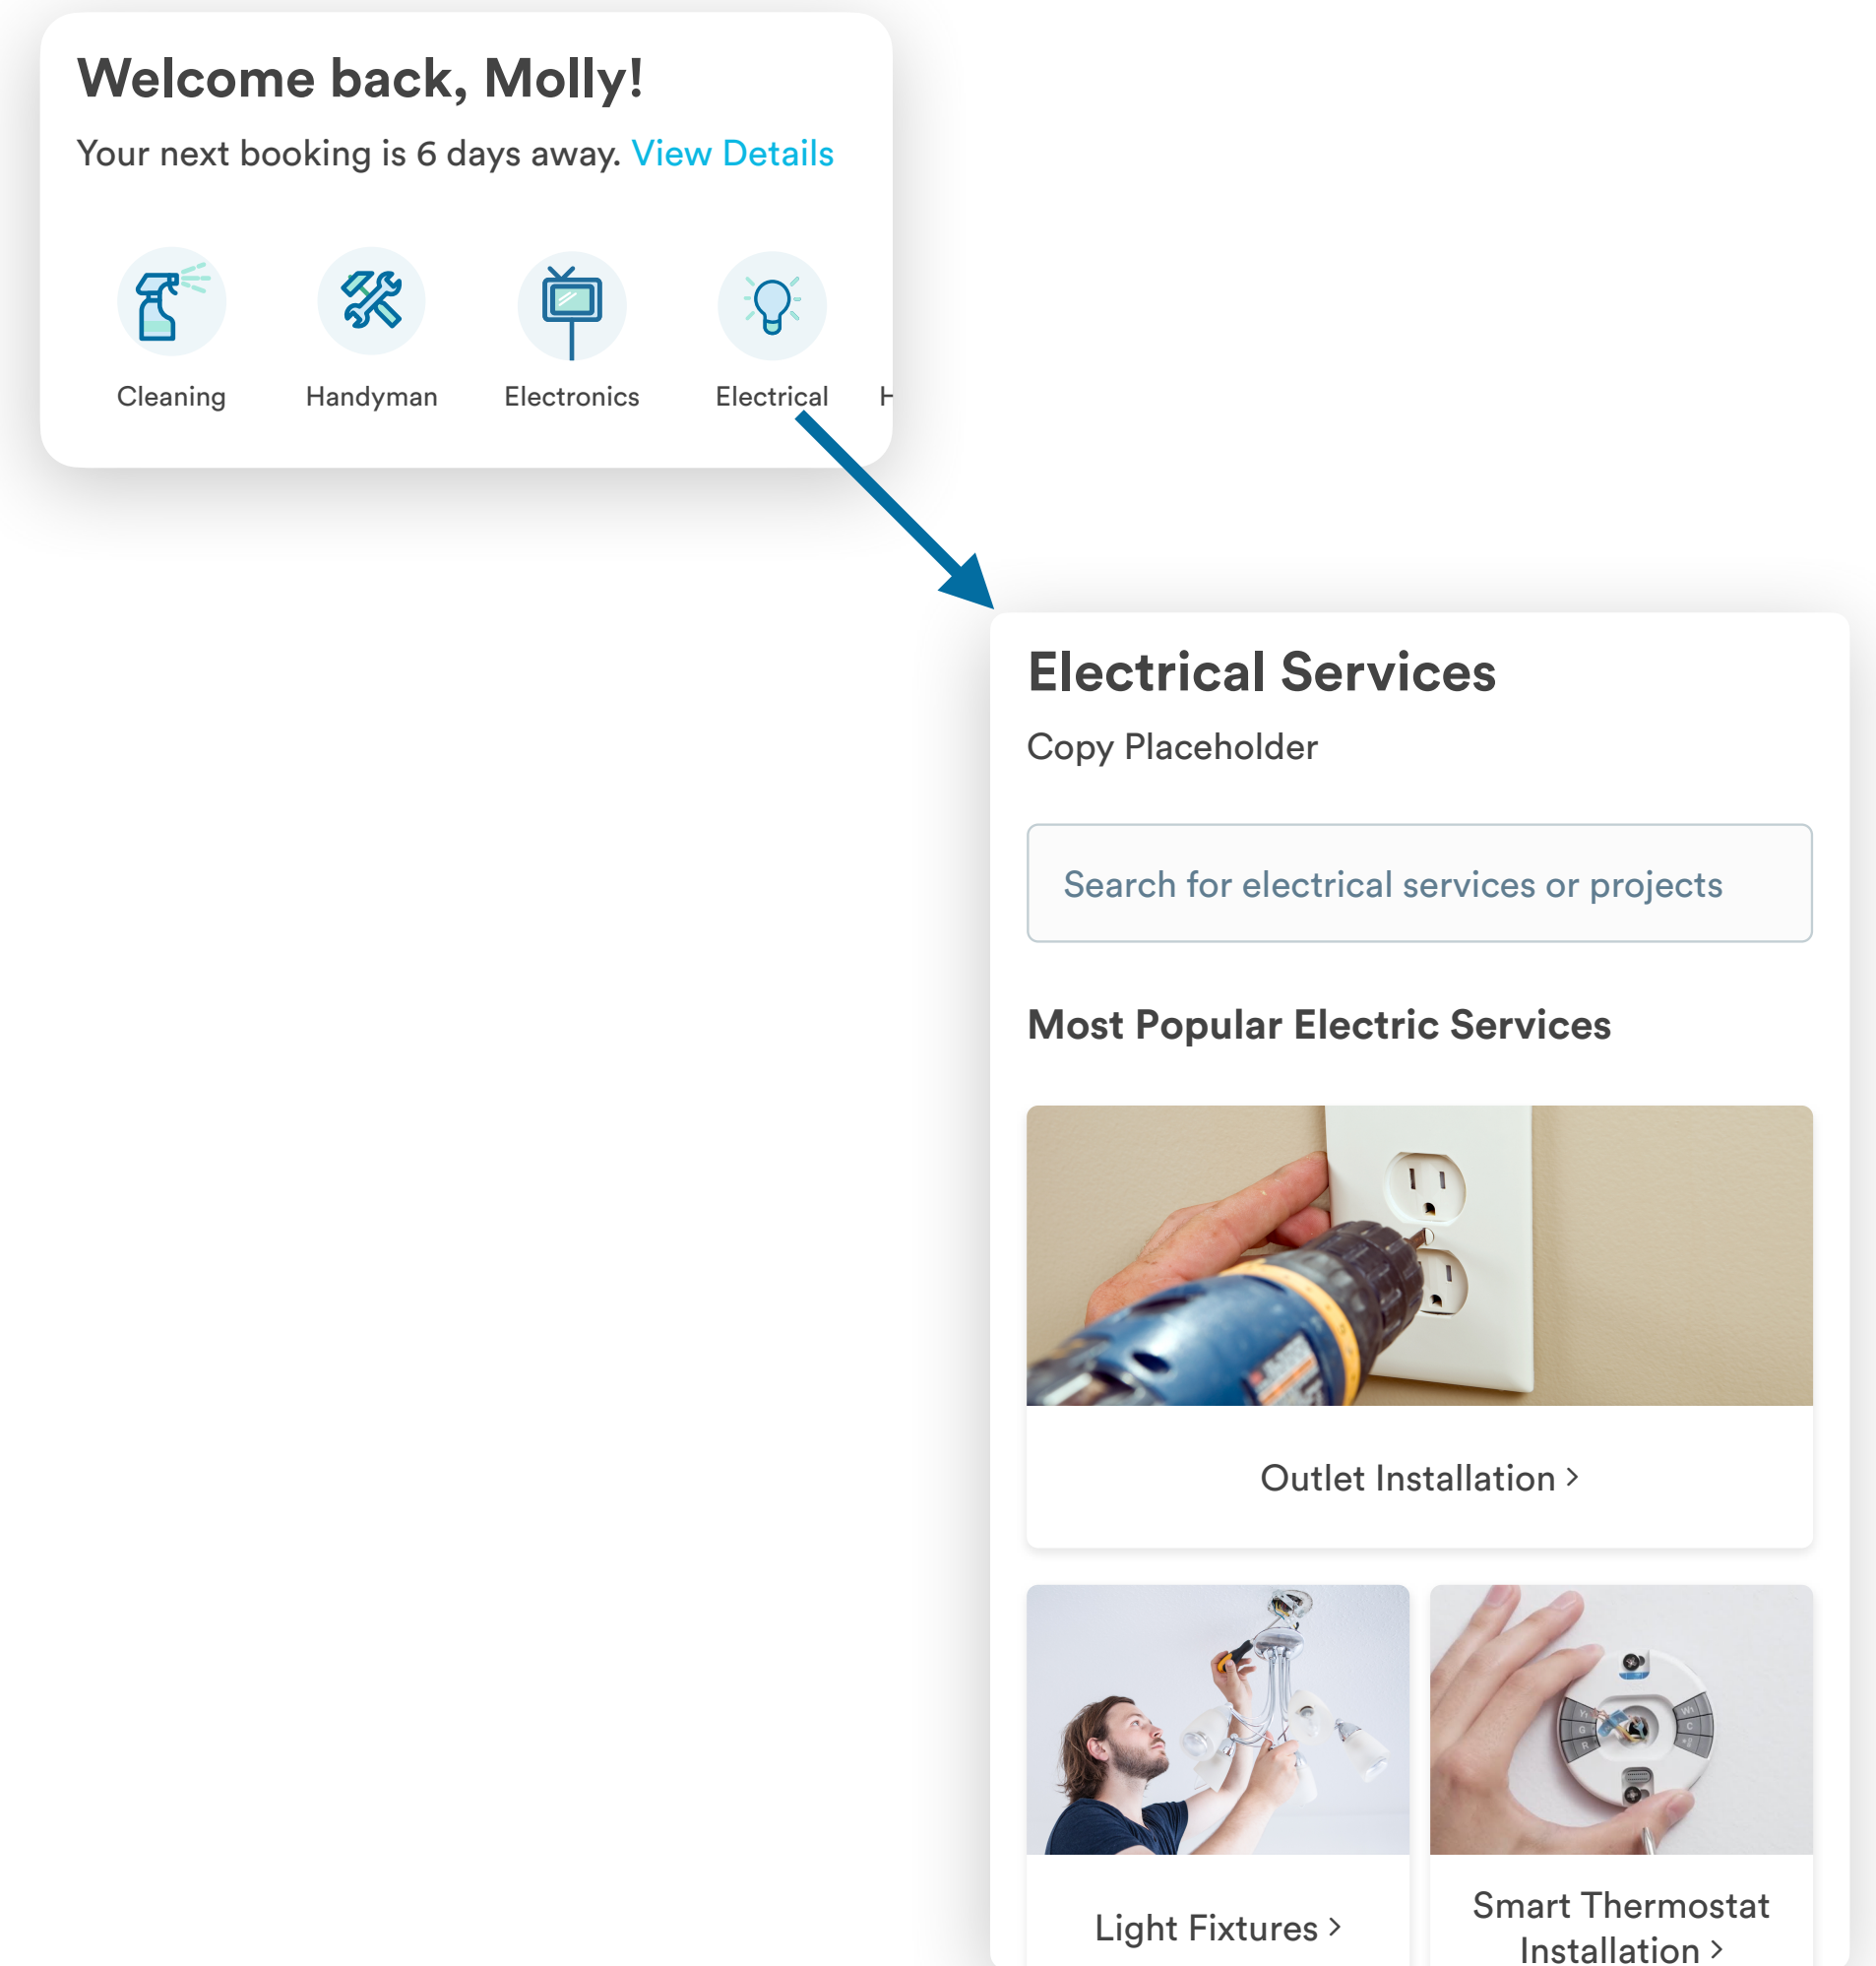 Welcome back, Molly!
Your next booking is 6 days away. View Details
Cleaning
Handyman
Electronics
Electrical
Electrical Services
Copy Placeholder
Search for electrical services or projects
Most Popular Electric Services
Outlet Installation >
Light Fixtures >
Smart Thermostat
Installation >